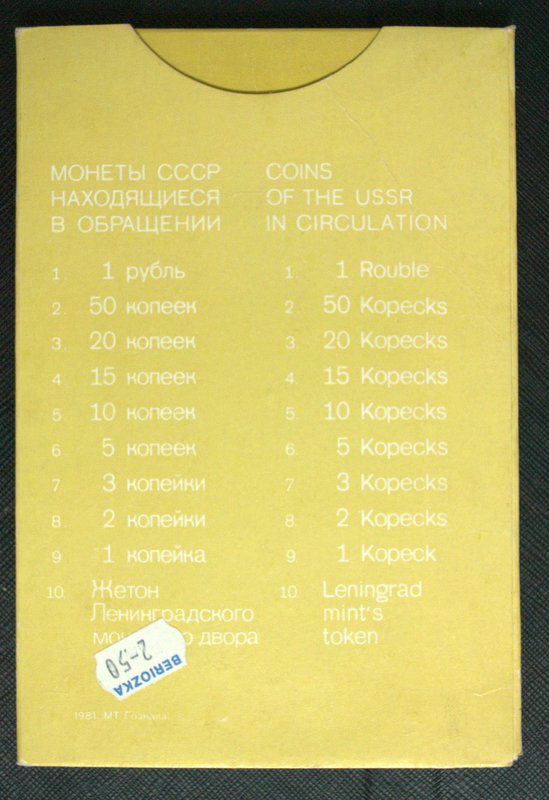 МОНЕТЫ СССР
НАХОДЯЩИЕСЯ
В ОБРАЩЕНИИ
1. 1 рубль
2. 50 копеек
3. 20 копеек
4. 15 копеек
5. 10 копеек
6. 5 копеек
7. 3 копейки
8. 2 копейки
9. 1 копейка
10. Жетон
Ленинградского
двора
COINS
OF THE USSR
IN CIRCULATION
1. 1 Rouble
2. 50 Kopecks
3. 20 Kopecks
4. 15 Kopecks
5. 10 Kopecks
6. 5 Kopecks
7. 3 Kopecks
8. 2 Kopecks
9. 1 Kopeck
10. Leningrad
mint's
token
BERIOZKA
2-50
1981. МТ Гознака.